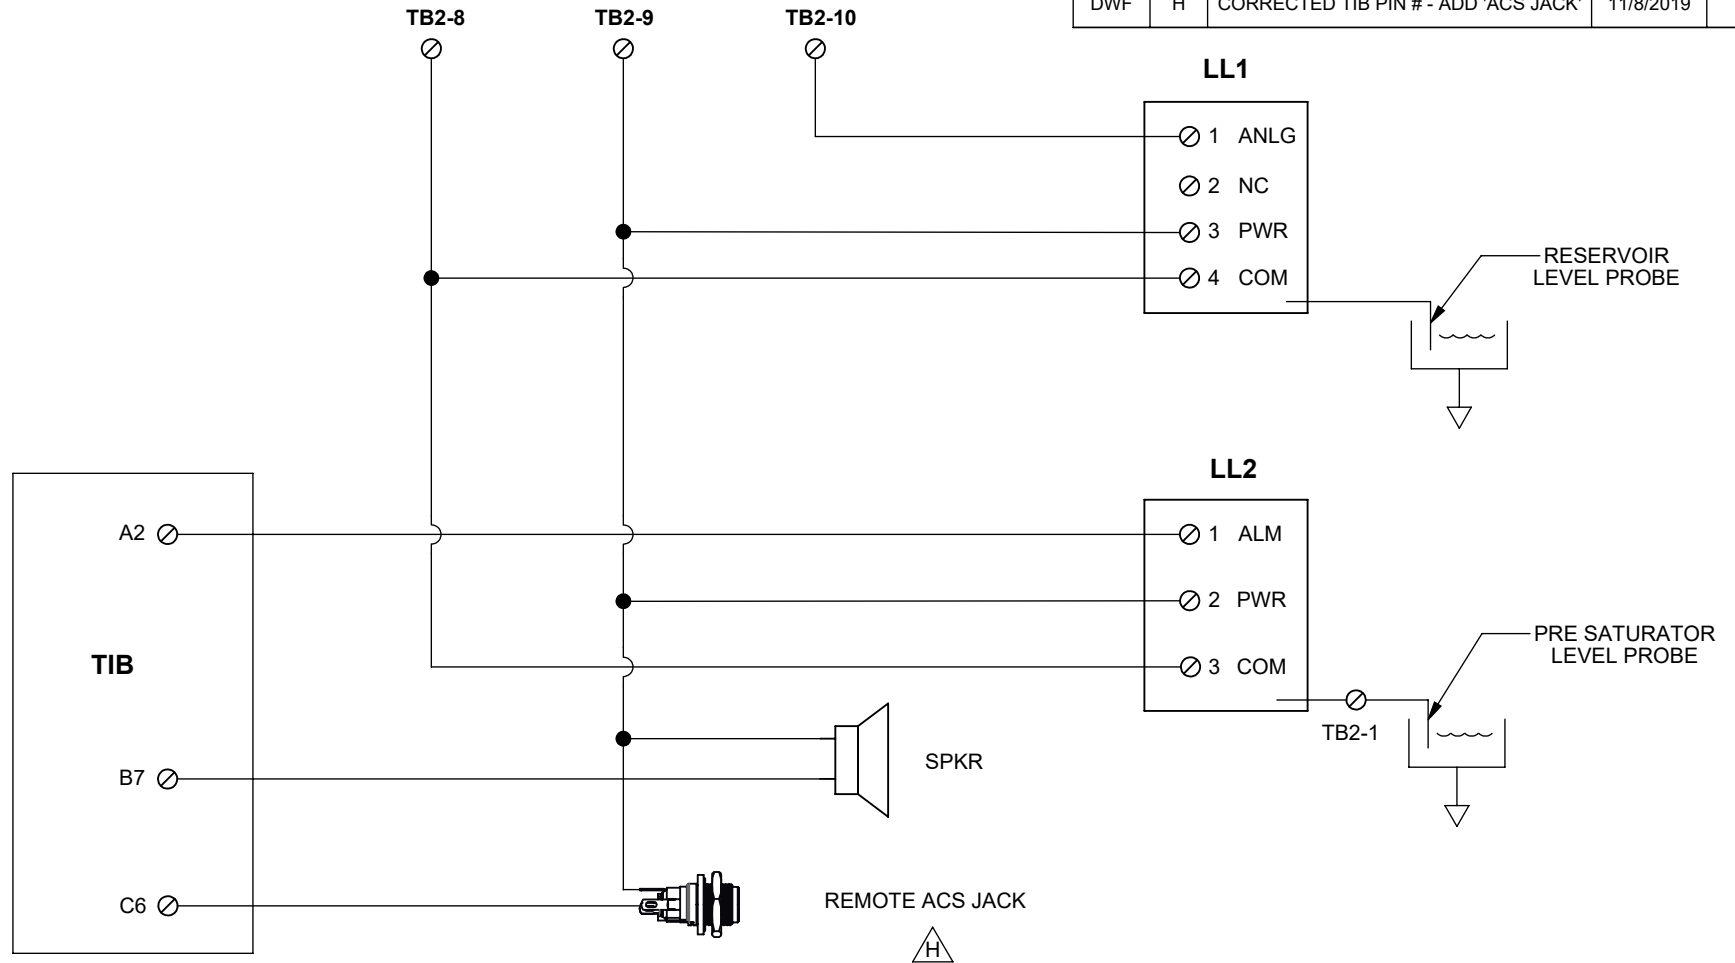 DWF H CORRECTED TIB PIN # - ADD 'ACS JACK' 11/8/2019
TB2-8 TB2-9 TB2-10
LL1
1 ANLG
2 NC
3 PWR
4 COM
RESERVOIR
LEVEL PROBE
LL2
A2
1 ALM
2 PWR
3 COM
PRE SATURATOR
LEVEL PROBE
TIB
TB2-1
SPKR
B7
C6
REMOTE ACS JACK
H